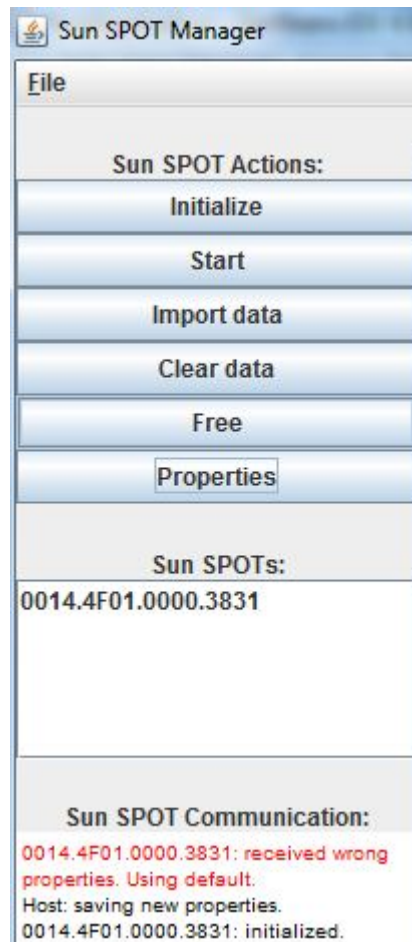 Sun SPOT Manager
File
Sun SPOT Actions:
Initialize
Start
Import data
Clear data
Free
Properties
Sun SPOTs:
0014.4F01.0000.3831
Sun SPOT Communication:
0014.4F01.0000.3831: received wrong
properties. Using default.
Host: saving new properties.
0014.4F01.0000.3831: initialized.